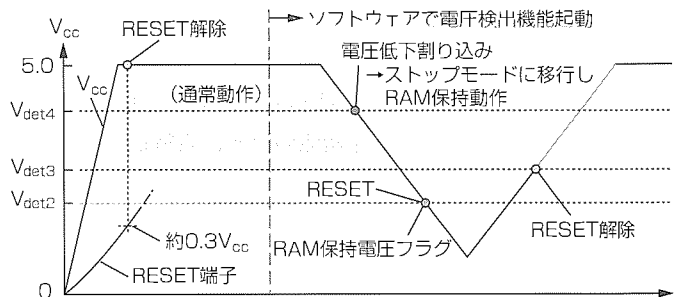 ソフトウェアで電圧検出機能起動
Vcc
RESET解除
電圧低下割り込み
→ストップモードに移行し
RAM保持動作
5.0
Vcc
(通常動作)
Vdet4
Vdet3
Vdet2
RESET
RESET解除
RAM保持電圧フラグ
約0.3Vcc
RESET端子
0